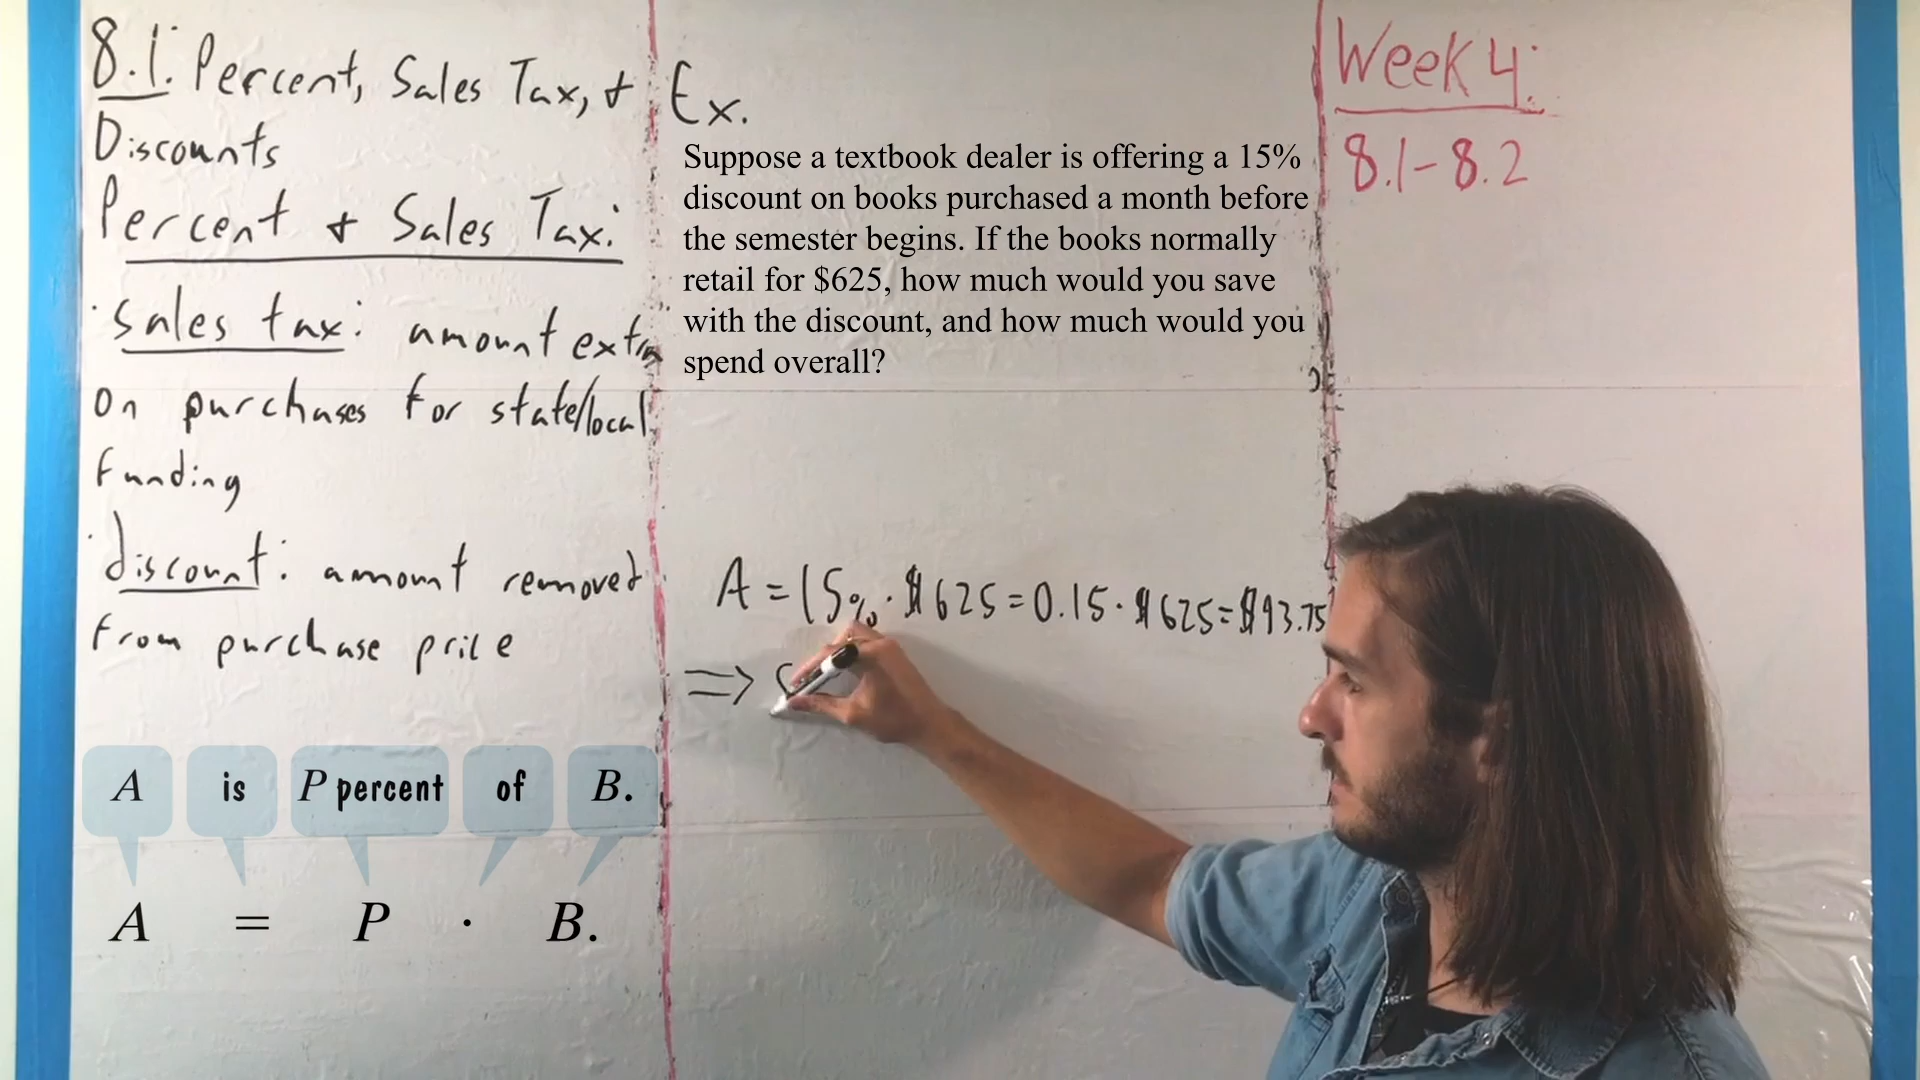 8.1: Percent, Sales Tax, +
Discounts
Percent + Sales Tax:
· sales tax: amount extra
on purchases for state/local
funding
· discount: amount removed
from purchase price
A is P percent of B.
A = P · B.
Ex.
Suppose a textbook dealer is offering a 15%
discount on books purchased a month before
the semester begins. If the books normally
retail for $625, how much would you save
with the discount, and how much would you
spend overall?
A = 15% · $625 = 0.15 · $625 = $93.75
⇒
Week 4:
8.1-8.2